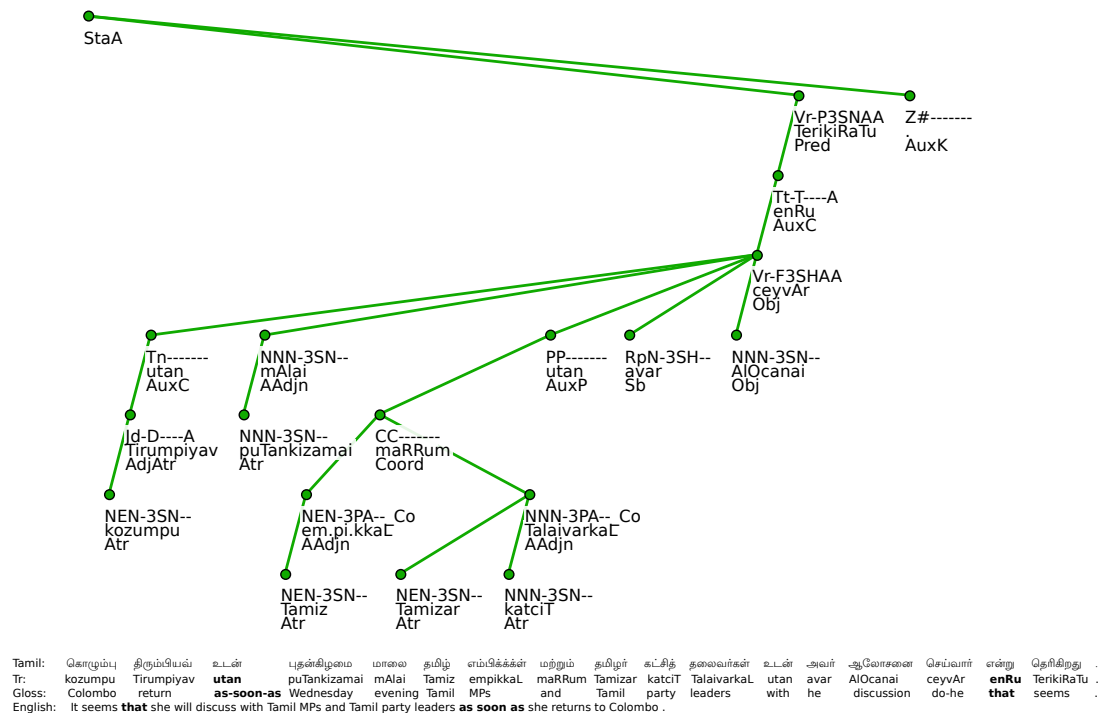 StaA
Vr-P3SNAA Z#-------
TerikiRaTu .
Pred AuxK
Tt-T----A
enRu
AuxC
Vr-F3SHAA
ceyvAr
Obj
Tn------- NNN-3SN-- PP------- RpN-3SH-- NNN-3SN--
utan mAlai utan avar AlOcanai
AuxC AAdjn AuxP Sb Obj
Jd-D----A NNN-3SN-- CC-------
Tirumpiyav puTankizamai maRRum
AdjAtr Atr Coord
NEN-3SN-- NEN-3PA--_Co NNN-3PA--_Co
kozumpu em.pi.kkaL TalaivarkaL
Atr AAdjn AAdjn
NEN-3SN-- NEN-3SN-- NNN-3SN--
Tamiz Tamizar katciT
Atr Atr Atr
Tamil: கொழும்பு திரும்பியவ் உடன் புதன்கிழமை மாலை தமிழ் எம்பிக்க்கள் மற்றும் தமிழர் கட்சித் தலைவர்கள் உடன் அவர் ஆலோசனை செய்வார் என்று தெரிகிறது .
Tr: kozumpu Tirumpiyav utan puTankizamai mAlai Tamiz empikkaL maRRum Tamizar katciT TalaivarkaL utan avar AlOcanai ceyvAr enRu TerikiRaTu .
Gloss: Colombo return as-soon-as Wednesday evening Tamil MPs and Tamil party leaders with he discussion do-he that seems .
English: It seems that she will discuss with Tamil MPs and Tamil party leaders as soon as she returns to Colombo .